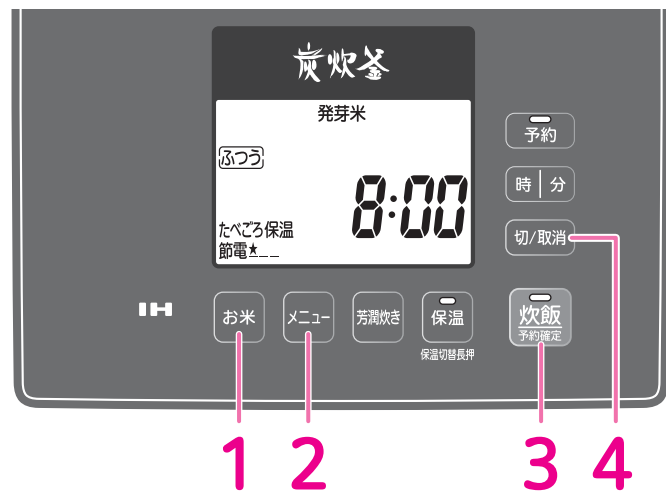 炭炊釜
発芽米
ふつう
8:00
たべごろ保温
節電★__
予約
時 | 分
切/取消
IH
お米
メニュー
芳潤炊き
保温
保温切替長押
炊飯
予約確定
1 2 3 4